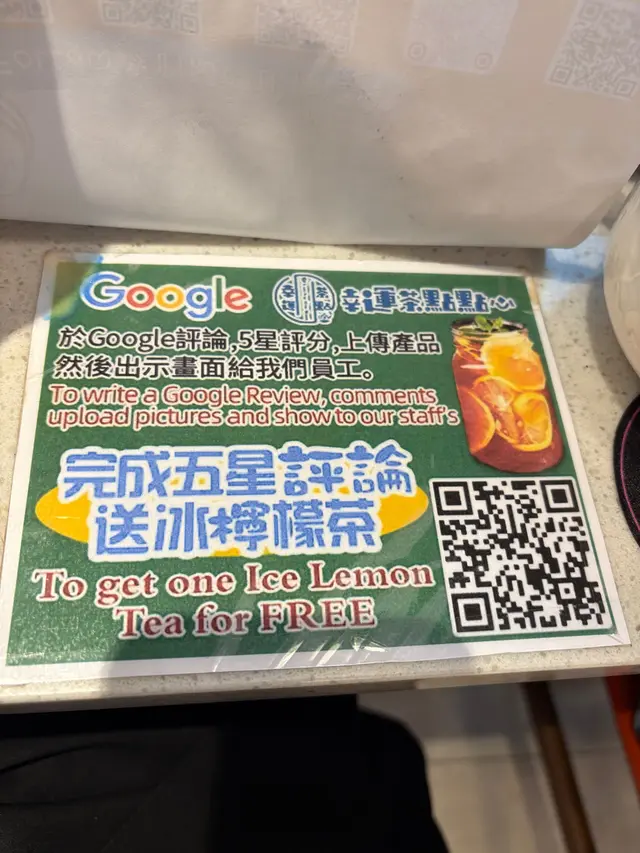 Google 幸運茶點點心
於Google評論,5星評分,上傳產品
然後出示畫面給我們員工。
To write a Google Review, comments
upload pictures and show to our staff's
完成五星評論
送冰檸檬茶
To get one Ice Lemon
Tea for FREE